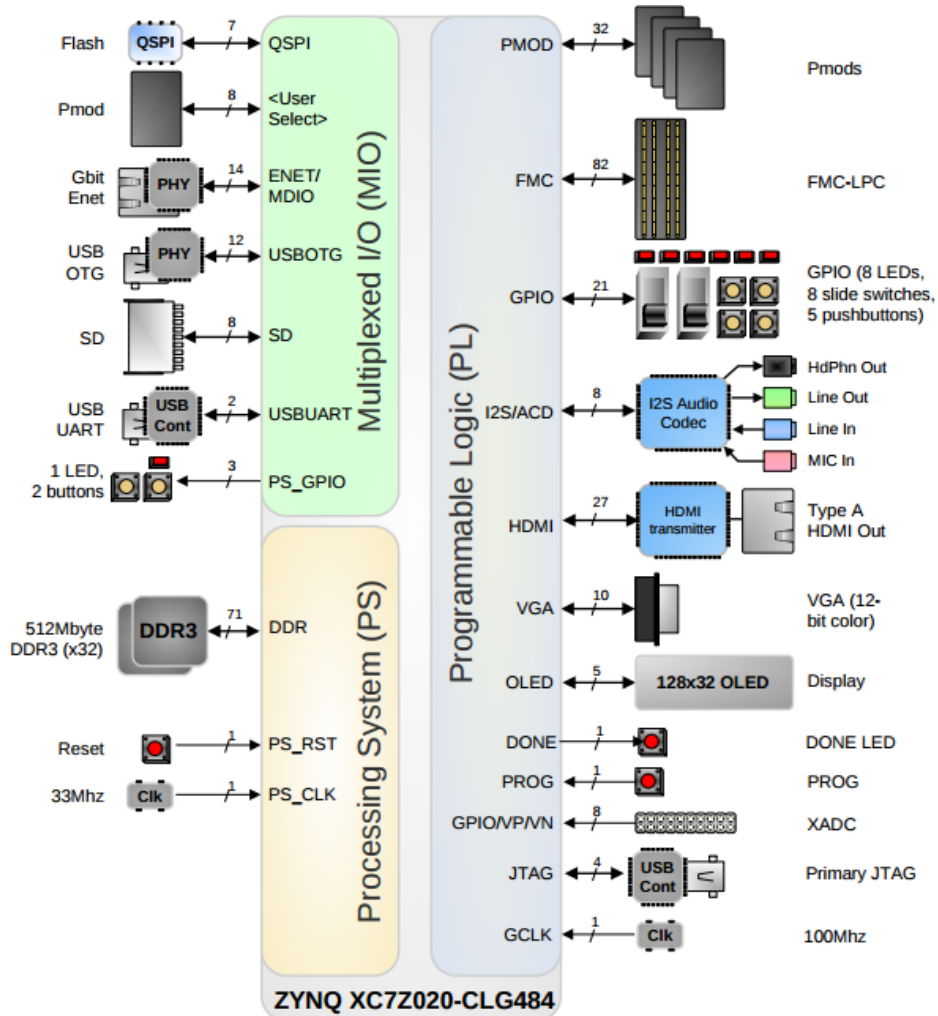 Flash
QSPI
7
QSPI
Pmod
8
<User
Select>
Gbit
Enet
PHY
14
ENET/
MDIO
USB
OTG
PHY
12
USBOTG
SD
8
SD
USB
UART
USB
Cont
2
USBUART
1 LED,
2 buttons
3
PS_GPIO
Multiplexed I/O (MIO)
512Mbyte
DDR3 (x32)
DDR3
71
DDR
Reset
1
PS_RST
33Mhz
Clk
1
PS_CLK
Processing System (PS)
Programmable Logic (PL)
PMOD
32
Pmods
FMC
82
FMC-LPC
GPIO
21
GPIO (8 LEDs,
8 slide switches,
5 pushbuttons)
I2S/ACD
8
I2S Audio
Codec
HdPhn Out
Line Out
Line In
MIC In
HDMI
27
HDMI
transmitter
Type A
HDMI Out
VGA
10
VGA (12-
bit color)
OLED
5
128x32 OLED
Display
DONE
1
DONE LED
PROG
1
PROG
GPIO/VP/VN
8
XADC
JTAG
4
USB
Cont
Primary JTAG
GCLK
1
Clk
100Mhz
ZYNQ XC7Z020-CLG484